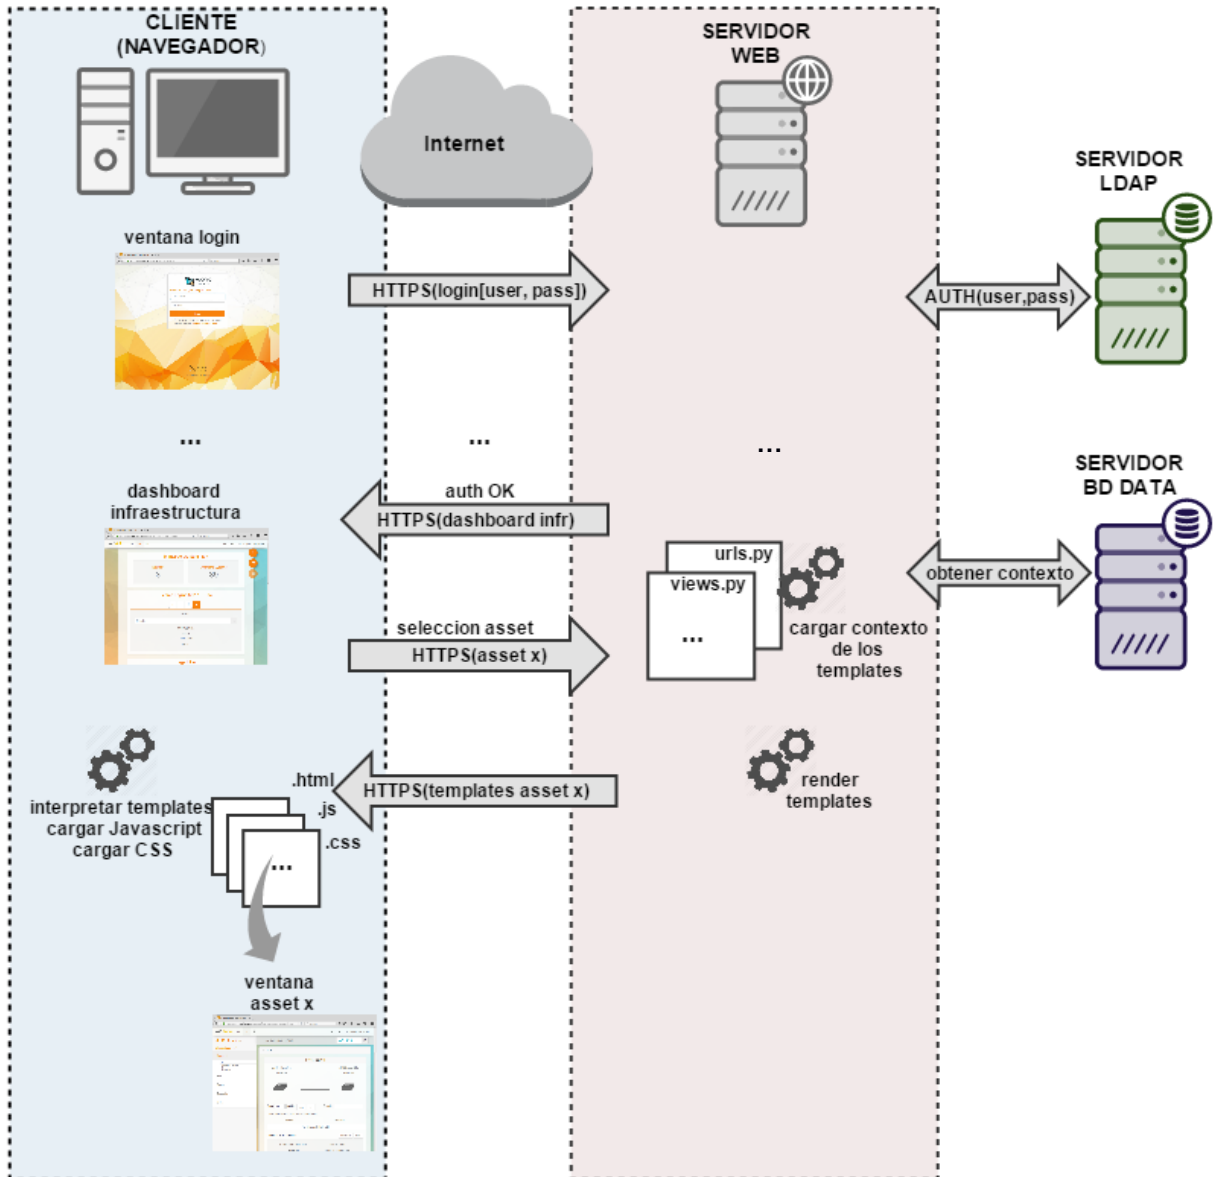 CLIENTE
(NAVEGADOR)
SERVIDOR
WEB
Internet
SERVIDOR
LDAP
ventana login
HTTPS(login[user, pass])
AUTH(user,pass)
...
...
...
SERVIDOR
BD DATA
dashboard
infraestructura
auth OK
HTTPS(dashboard infr)
urls.py
views.py
...
obtener contexto
cargar contexto
de los
templates
seleccion asset
HTTPS(asset x)
.html
HTTPS(templates asset x)
render
templates
interpretar templates
cargar Javascript
cargar CSS
.js
.css
...
ventana
asset x